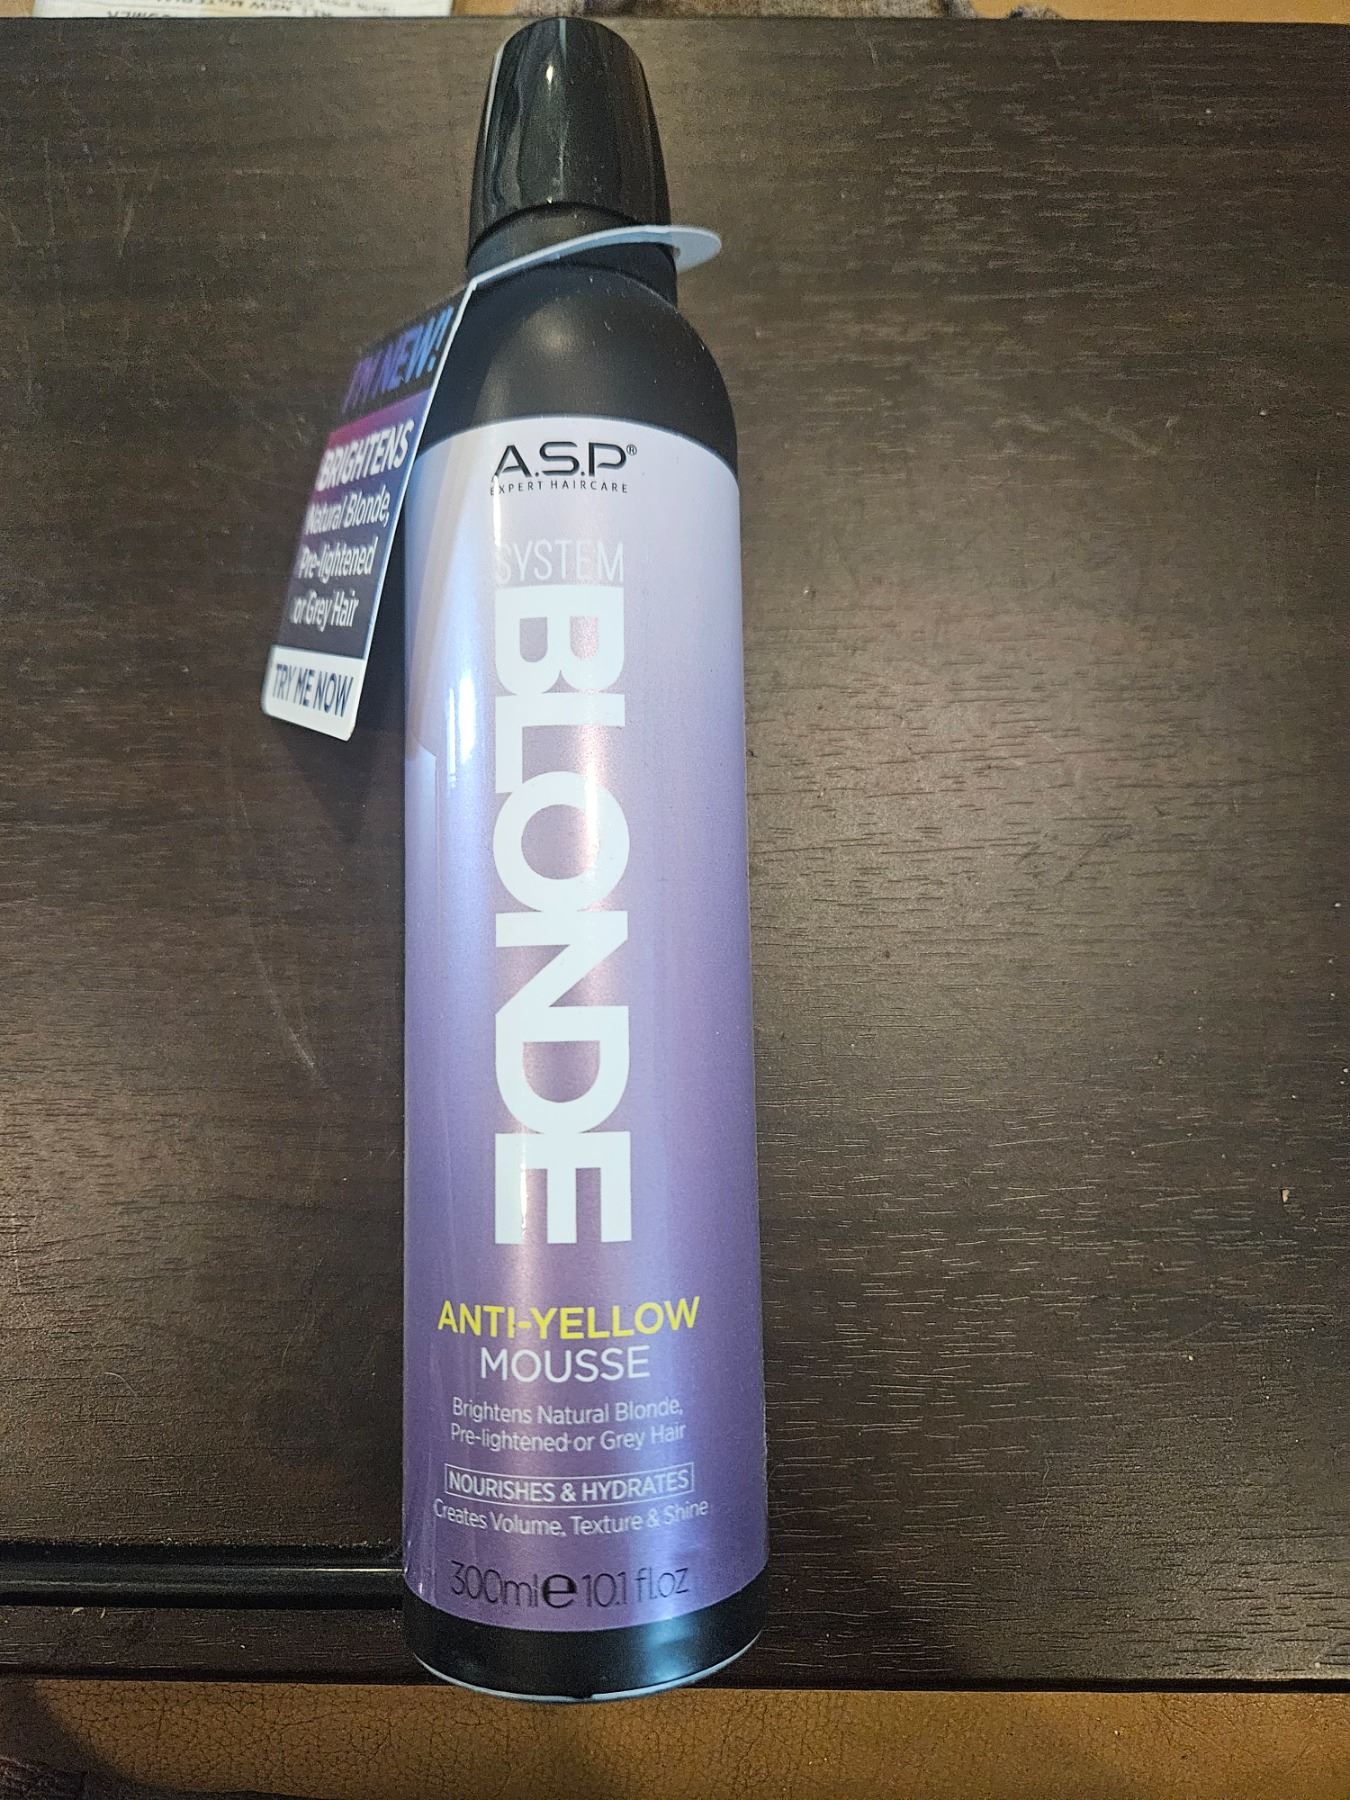 I'M NEW!
BRIGHTENS
Natural Blonde,
Pre-lightened
or Grey Hair
TRY ME NOW
A.S.P®
EXPERT HAIRCARE
SYSTEM
BLONDE
ANTI-YELLOW
MOUSSE
Brightens Natural Blonde,
Pre-lightened or Grey Hair
NOURISHES & HYDRATES
Creates Volume, Texture & Shine
300ml e 10.1 fl.oz